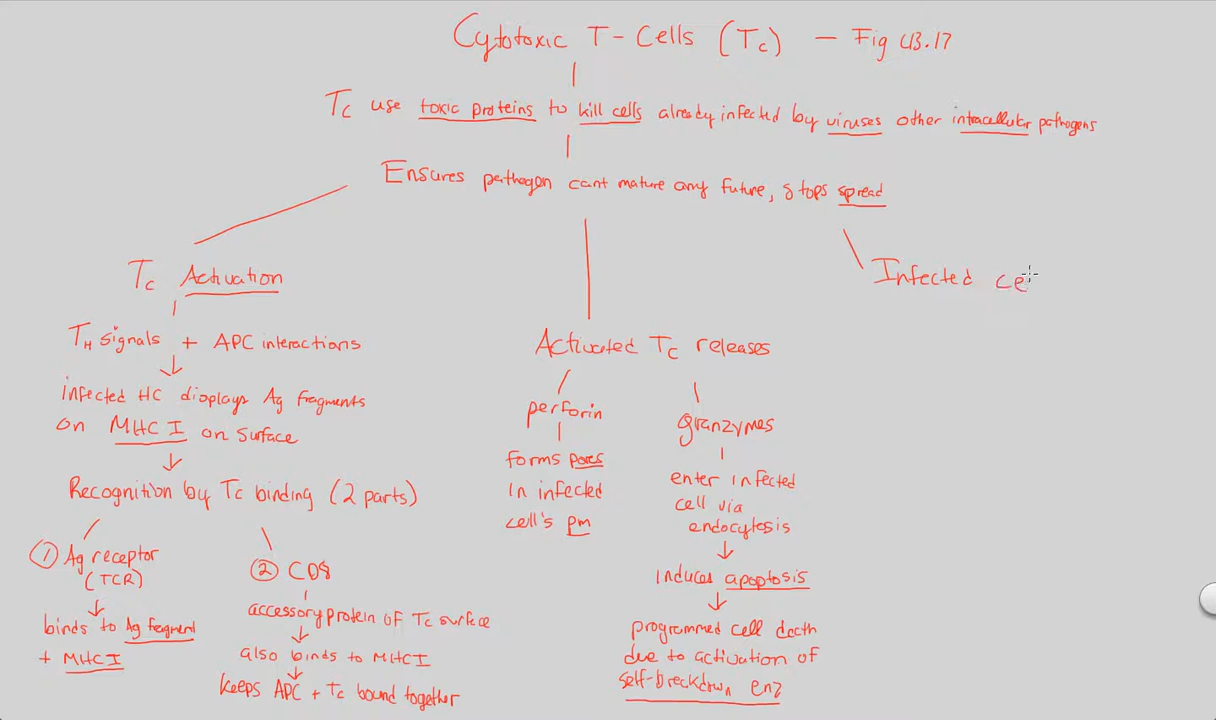 Cytotoxic T-Cells (Tc) — Fig 43.17
Tc use toxic proteins to kill cells already infected by viruses other intracellular pathogens
Ensures pathogen cant mature any future, stops spread
Tc Activation
TH signals + APC interactions
infected HC displays Ag fragments
on MHC I on surface
Recognition by Tc binding (2 parts)
① Ag receptor
(TCR)
binds to Ag fragment
+ MHC I
② CD8
accessory protein of Tc surface
also binds to MHC I
keeps APC + Tc bound together
Activated Tc releases
perforin
forms pores
in infected
cell's pm
granzymes
enter infected
cell via
endocytosis
induces apoptosis
programmed cell death
due to activation of
self-breakdown enz
Infected ce